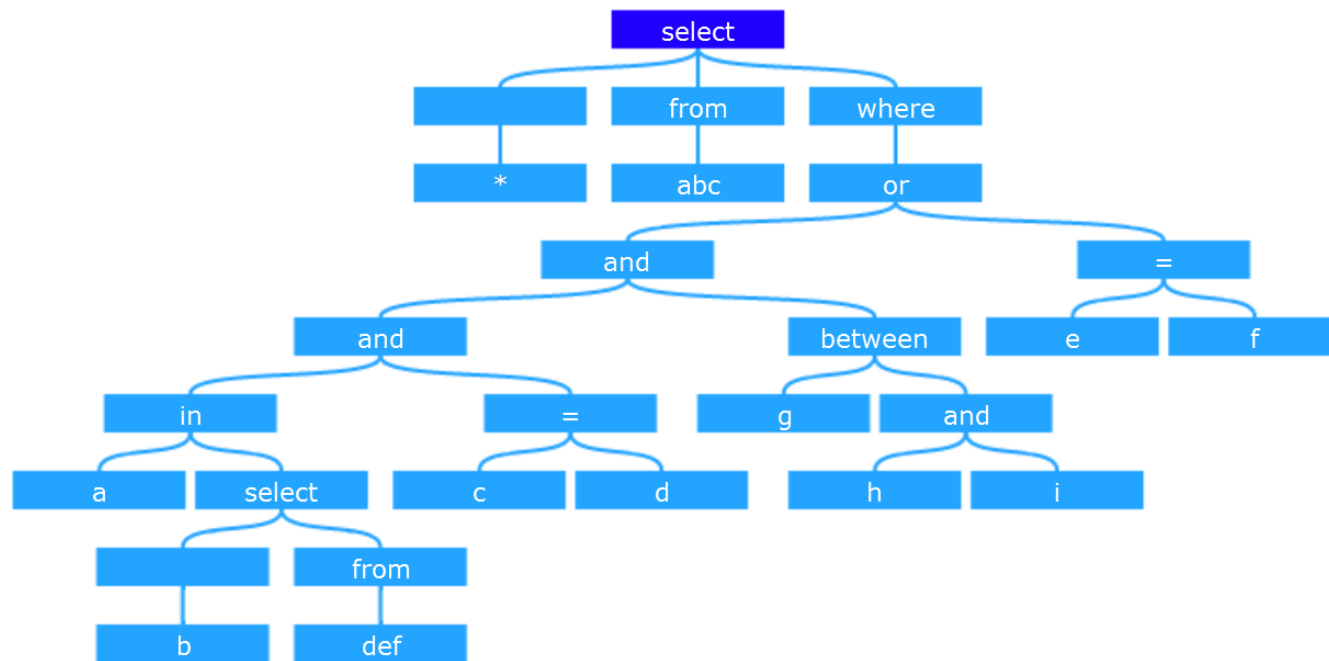 select
from where
* abc or
and =
and between e f
in = g and
a select c d h i
from
b def